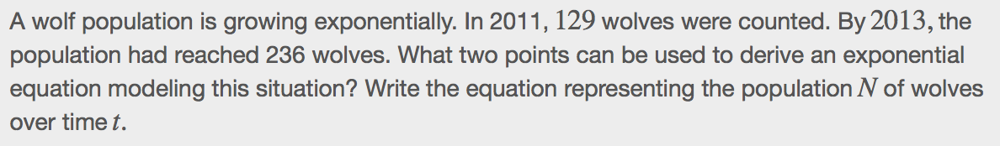 A wolf population is growing exponentially. In 2011, 129 wolves were counted. By 2013, the
population had reached 236 wolves. What two points can be used to derive an exponential
equation modeling this situation? Write the equation representing the population N of wolves
over time t.